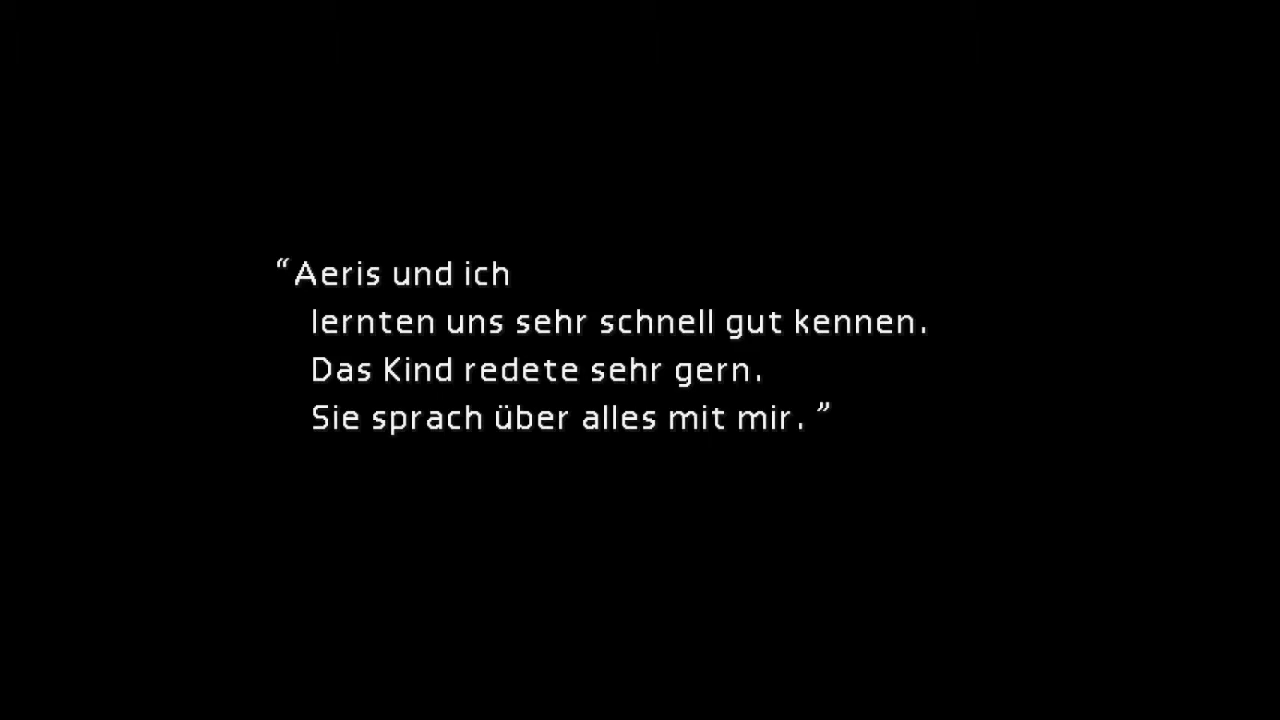 “Aeris und ich
lernten uns sehr schnell gut kennen.
Das Kind redete sehr gern.
Sie sprach über alles mit mir. ”